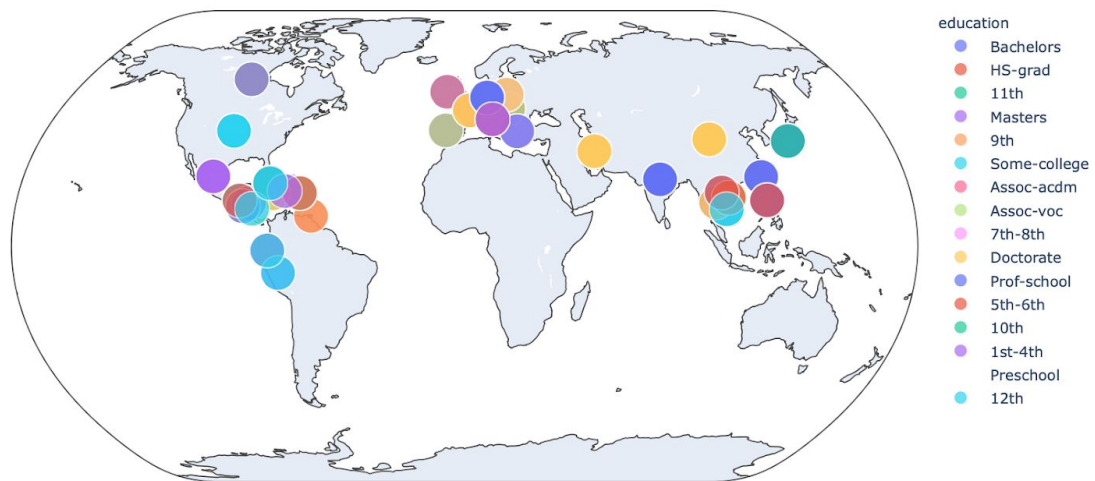 education
Bachelors
HS-grad
11th
Masters
9th
Some-college
Assoc-acdm
Assoc-voc
7th-8th
Doctorate
Prof-school
5th-6th
10th
1st-4th
Preschool
12th